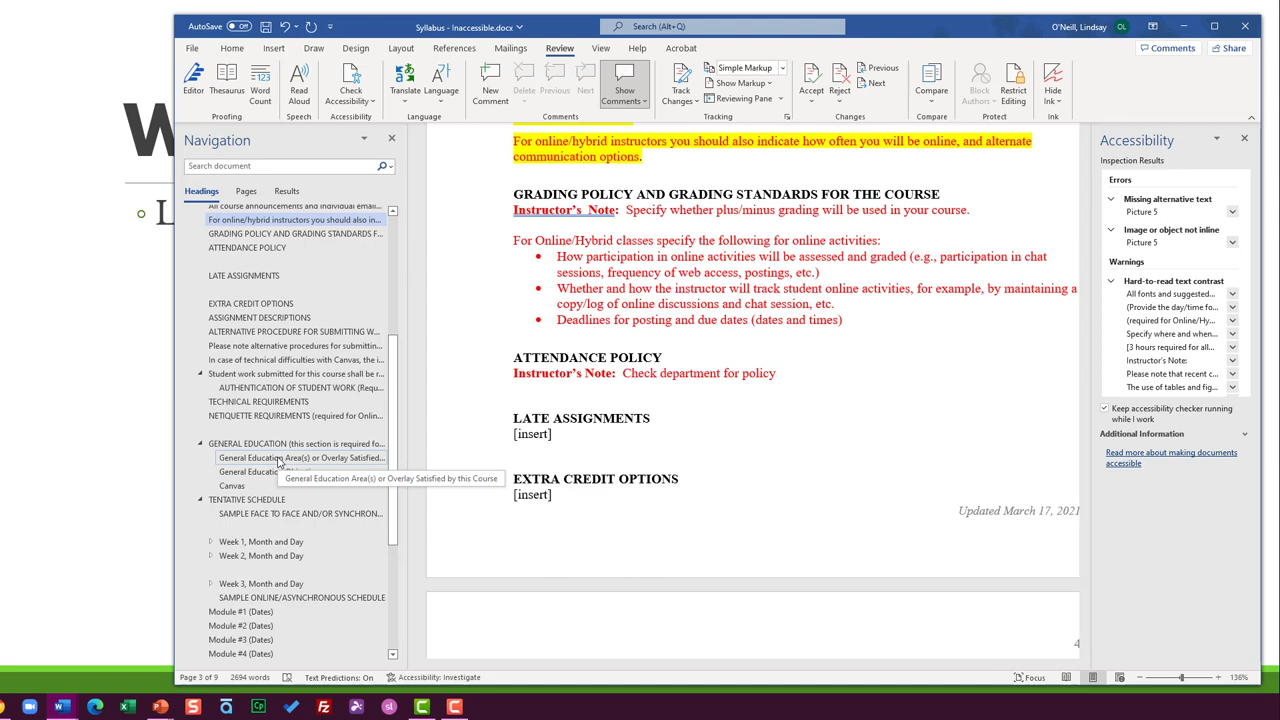 AutoSave Off
Syllabus - Inaccessible.docx
Search (Alt+Q)
O'Neill, Lindsay OL
File Home Insert Draw Design Layout References Mailings Review View Help Acrobat Comments Share
Editor Thesaurus Word Count Read Aloud Check Accessibility Translate Language New Comment Delete Previous Next Show Comments Track Changes Simple Markup Show Markup Reviewing Pane Accept Reject Previous Next Compare Block Authors Restrict Editing Hide Ink
Proofing Speech Accessibility Language Comments Tracking Changes Compare Protect Ink
W
L
Navigation
Search document
Headings Pages Results
All course announcements and individual email...
For online/hybrid instructors you should also in...
GRADING POLICY AND GRADING STANDARDS F...
ATTENDANCE POLICY
LATE ASSIGNMENTS
EXTRA CREDIT OPTIONS
ASSIGNMENT DESCRIPTIONS
ALTERNATIVE PROCEDURE FOR SUBMITTING W...
Please note alternative procedures for submittin...
In case of technical difficulties with Canvas, the i...
Student work submitted for this course shall be r...
AUTHENTICATION OF STUDENT WORK (Requ...
TECHNICAL REQUIREMENTS
NETIQUETTE REQUIREMENTS (required for Onlin...
GENERAL EDUCATION (this section is required fo...
General Education Area(s) or Overlay Satisfied...
General Education
General Education Area(s) or Overlay Satisfied by this Course
Canvas
TENTATIVE SCHEDULE
SAMPLE FACE TO FACE AND/OR SYNCHRON...
Week 1, Month and Day
Week 2, Month and Day
Week 3, Month and Day
SAMPLE ONLINE/ASYNCHRONOUS SCHEDULE
Module #1 (Dates)
Module #2 (Dates)
Module #3 (Dates)
Module #4 (Dates)
For online/hybrid instructors you should also indicate how often you will be online, and alternate
communication options.
GRADING POLICY AND GRADING STANDARDS FOR THE COURSE
Instructor's Note: Specify whether plus/minus grading will be used in your course.
For Online/Hybrid classes specify the following for online activities:
• How participation in online activities will be assessed and graded (e.g., participation in chat
sessions, frequency of web access, postings, etc.)
• Whether and how the instructor will track student online activities, for example, by maintaining a
copy/log of online discussions and chat session, etc.
• Deadlines for posting and due dates (dates and times)
ATTENDANCE POLICY
Instructor's Note: Check department for policy
LATE ASSIGNMENTS
[insert]
EXTRA CREDIT OPTIONS
[insert]
Updated March 17, 2021
4
Accessibility
Inspection Results
Errors
Missing alternative text
Picture 5
Image or object not inline
Picture 5
Warnings
Hard-to-read text contrast
All fonts and suggested...
(Provide the day/time fo...
(required for Online/Hy...
Specify where and when...
[3 hours required for all...
Instructor's Note:
Please note that recent c...
The use of tables and fig...
Keep accessibility checker running
while I work
Additional Information
Read more about making documents
accessible
Page 3 of 9 2694 words Text Predictions: On Accessibility: Investigate Focus 136%